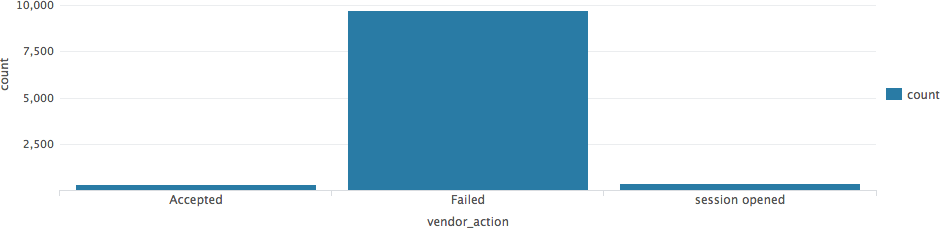 10,000
7,500
5,000
2,500
count
Accepted
Failed
session opened
vendor_action
count